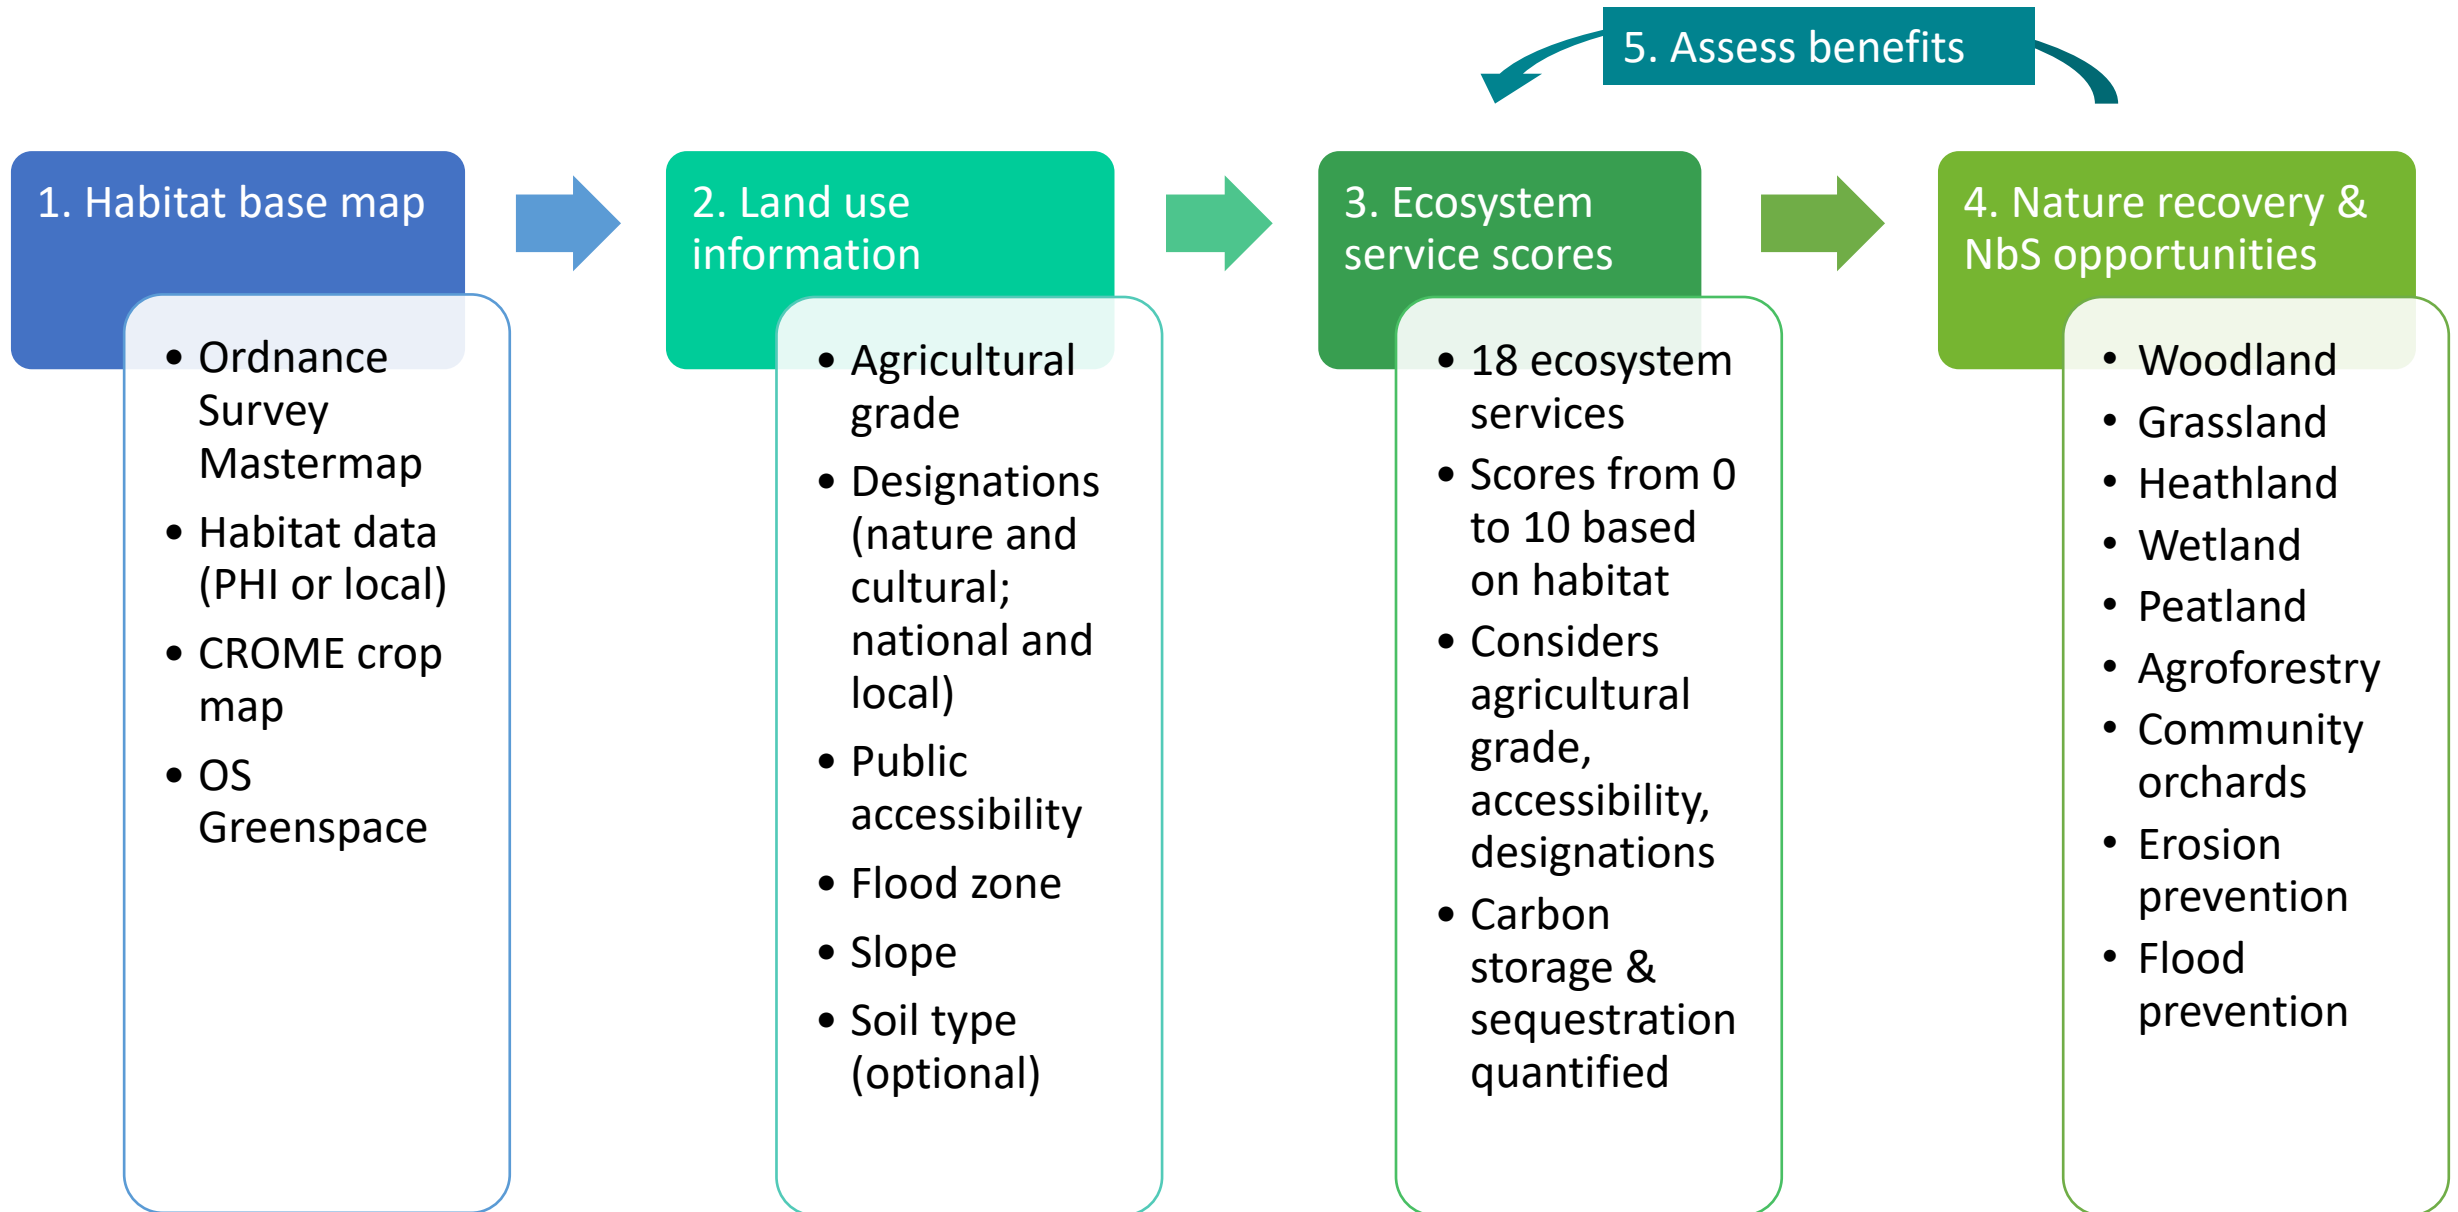 5. Assess benefits
1. Habitat base map
• Ordnance
Survey
Mastermap
• Habitat data
(PHI or local)
• CROME crop
map
• OS
Greenspace
2. Land use
information
• Agricultural
grade
• Designations
(nature and
cultural;
national and
local)
• Public
accessibility
• Flood zone
• Slope
• Soil type
(optional)
3. Ecosystem
service scores
• 18 ecosystem
services
• Scores from 0
to 10 based
on habitat
• Considers
agricultural
grade,
accessibility,
designations
• Carbon
storage &
sequestration
quantified
4. Nature recovery &
NbS opportunities
• Woodland
• Grassland
• Heathland
• Wetland
• Peatland
• Agroforestry
• Community
orchards
• Erosion
prevention
• Flood
prevention